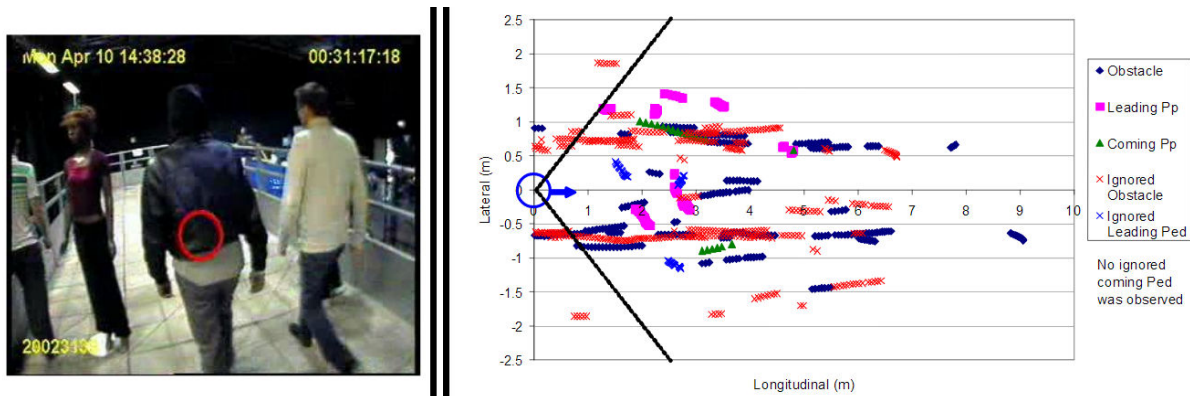 Mon Apr 10 14:38:28
00:31:17:18
2.5
2
1.5
1
0.5
0
-0.5
-1
-1.5
-2
-2.5
Lateral (m)
0 1 2 3 4 5 6 7 8 9 10
Longitudinal (m)
Obstacle
Leading Pp
Coming Pp
Ignored
Obstacle
Ignored
Leading Ped
No ignored
coming Ped
was observed